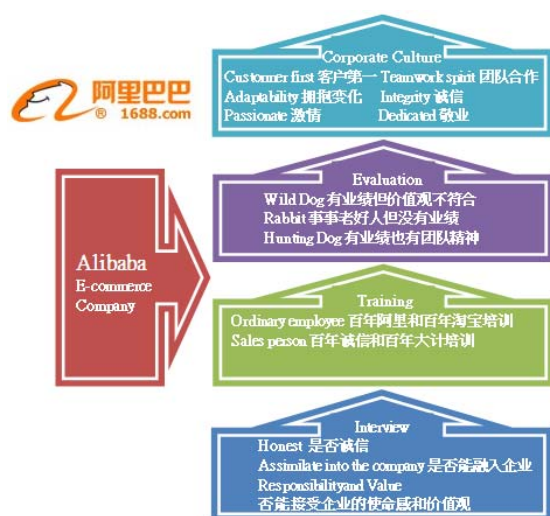 阿里巴巴
® 1688.com
Corporate Culture
Customer first 客户第一 Teamwork spirit 团队合作
Adaptability 拥抱变化 Integrity 诚信
Passionate 激情 Dedicated 敬业
Evaluation
Wild Dog 有业绩但价值观不符合
Rabbit 事事老好人但没有业绩
Hunting Dog 有业绩也有团队精神
Alibaba
E-commerce
Company
Training
Ordinary employee 百年阿里和百年淘宝培训
Sales person 百年诚信和百年大计培训
Interview
Honest 是否诚信
Assimilate into the company 是否能融入企业
Responsibilityand Value
否能接受企业的使命感和价值观